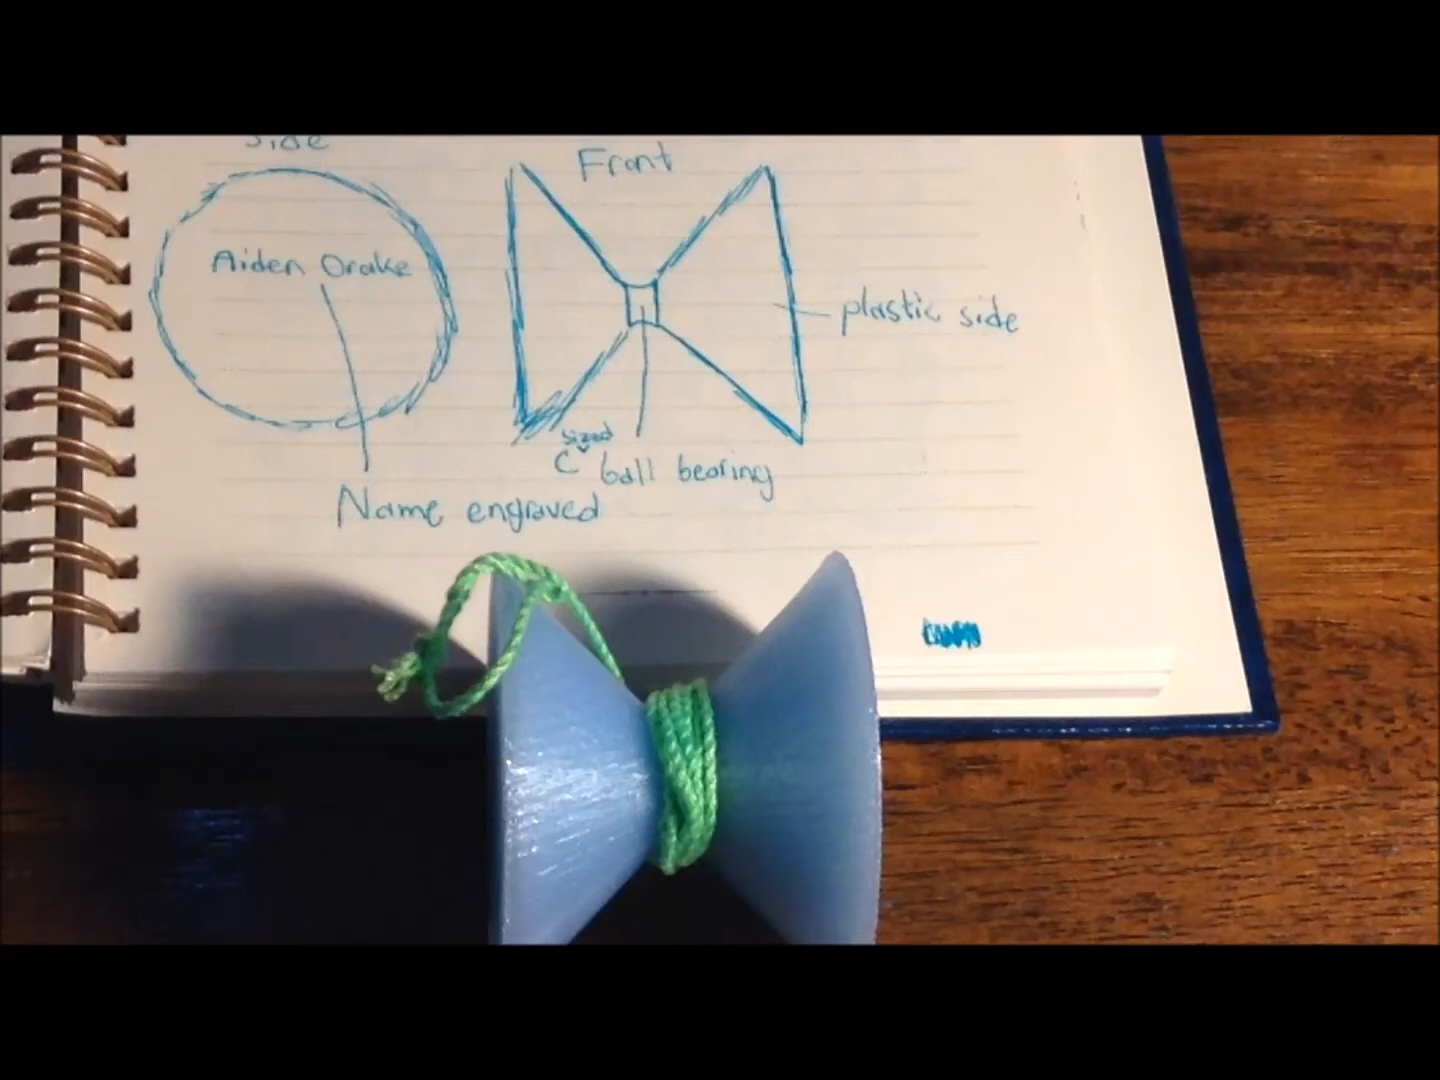 Side
Front
Aiden Drake
plastic side
sized
C ball bearing
Name engraved